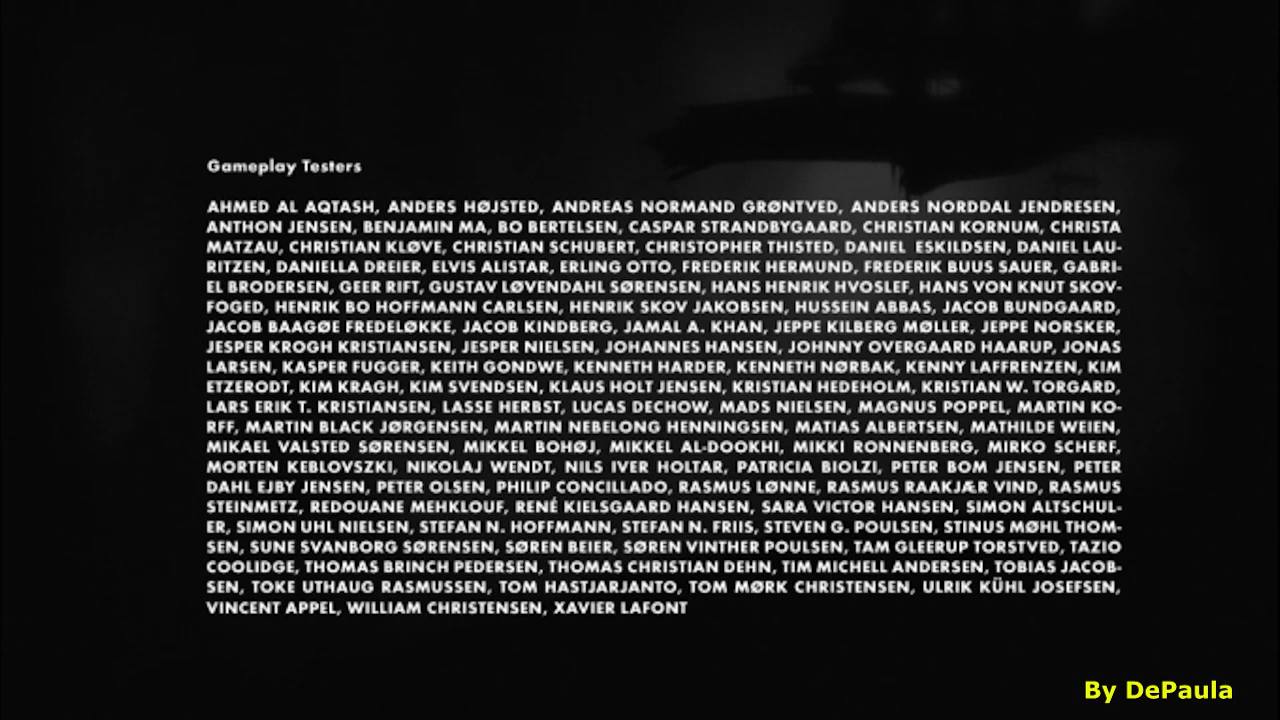 Gameplay Testers
AHMED AL AQTASH, ANDERS HØJSTED, ANDREAS NORMAND GRØNTVED, ANDERS NORDDAL JENDRESEN,
ANTHON JENSEN, BENJAMIN MA, BO BERTELSEN, CASPAR STRANDBYGAARD, CHRISTIAN KORNUM, CHRISTA
MATZAU, CHRISTIAN KLØVE, CHRISTIAN SCHUBERT, CHRISTOPHER THISTED, DANIEL ESKILDSEN, DANIEL LAU-
RITZEN, DANIELLA DREIER, ELVIS ALISTAR, ERLING OTTO, FREDERIK HERMUND, FREDERIK BUUS SAUER, GABRI-
EL BRODERSEN, GEER RIFT, GUSTAV LØVENDAHL SØRENSEN, HANS HENRIK HVOSLEF, HANS VON KNUT SKOV-
FOGED, HENRIK BO HOFFMANN CARLSEN, HENRIK SKOV JAKOBSEN, HUSSEIN ABBAS, JACOB BUNDGAARD,
JACOB BAAGØE FREDELØKKE, JACOB KINDBERG, JAMAL A. KHAN, JEPPE KILBERG MØLLER, JEPPE NORSKER,
JESPER KROGH KRISTIANSEN, JESPER NIELSEN, JOHANNES HANSEN, JOHNNY OVERGAARD HAARUP, JONAS
LARSEN, KASPER FUGGER, KEITH GONDWE, KENNETH HARDER, KENNETH NØRBAK, KENNY LAFFRENZEN, KIM
ETZERODT, KIM KRAGH, KIM SVENDSEN, KLAUS HOLT JENSEN, KRISTIAN HEDEHOLM, KRISTIAN W. TORGARD,
LARS ERIK T. KRISTIANSEN, LASSE HERBST, LUCAS DECHOW, MADS NIELSEN, MAGNUS POPPEL, MARTIN KO-
RFF, MARTIN BLACK JØRGENSEN, MARTIN NEBELONG HENNINGSEN, MATIAS ALBERTSEN, MATHILDE WEIEN,
MIKAEL VALSTED SØRENSEN, MIKKEL BOHØJ, MIKKEL AL-DOOKHI, MIKKI RONNENBERG, MIRKO SCHERF,
MORTEN KEBLOVSZKI, NIKOLAJ WENDT, NILS IVER HOLTAR, PATRICIA BIOLZI, PETER BOM JENSEN, PETER
DAHL EJBY JENSEN, PETER OLSEN, PHILIP CONCILLADO, RASMUS LØNNE, RASMUS RAAKJÆR VIND, RASMUS
STEINMETZ, REDOUANE MEHKLOUF, RENÉ KIELSGAARD HANSEN, SARA VICTOR HANSEN, SIMON ALTSCHUL-
ER, SIMON UHL NIELSEN, STEFAN N. HOFFMANN, STEFAN N. FRIIS, STEVEN G. POULSEN, STINUS MØHL THOM-
SEN, SUNE SVANBORG SØRENSEN, SØREN BEIER, SØREN VINTHER POULSEN, TAM GLEERUP TORSTVED, TAZIO
COOLIDGE, THOMAS BRINCH PEDERSEN, THOMAS CHRISTIAN DEHN, TIM MICHELL ANDERSEN, TOBIAS JACOB-
SEN, TOKE UTHAUG RASMUSSEN, TOM HASTJARJANTO, TOM MØRK CHRISTENSEN, ULRIK KÜHL JOSEFSEN,
VINCENT APPEL, WILLIAM CHRISTENSEN, XAVIER LAFONT
By DePaula